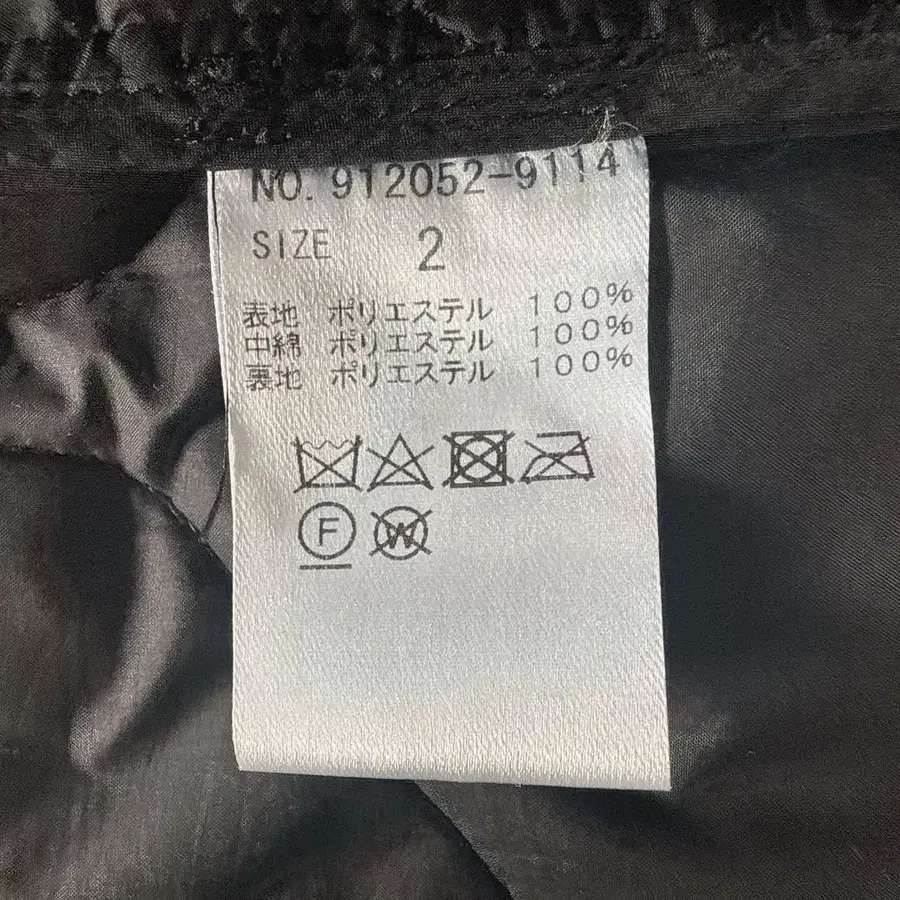 NO. 912052-9114
SIZE 2
表地 ポリエステル 100%
中綿 ポリエステル 100%
裏地 ポリエステル 100%
F W